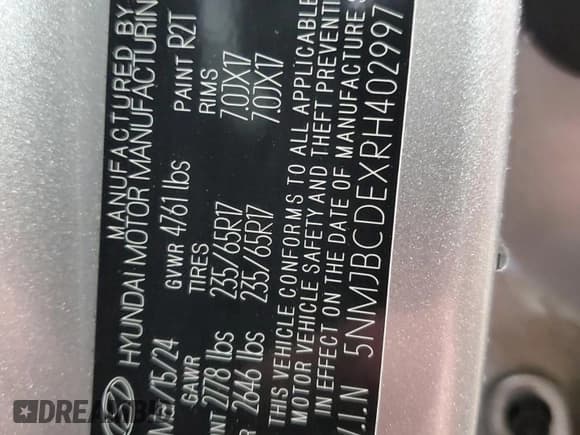 MANUFACTURED BY
HYUNDAI MOTOR MANUFACTURING
/15/24 GVWR 4761 lbs PAINT R2T
GAWR TIRES RIMS
2778 lbs 235/65R17 7.0JX17
2646 lbs 235/65R17 7.0JX17
THIS VEHICLE CONFORMS TO ALL APPLICABLE
MOTOR VEHICLE SAFETY AND THEFT PREVENTI
IN EFFECT ON THE DATE OF MANUFACTURE S
V.I.N 5NMJBCDEXRH402997
DREAM